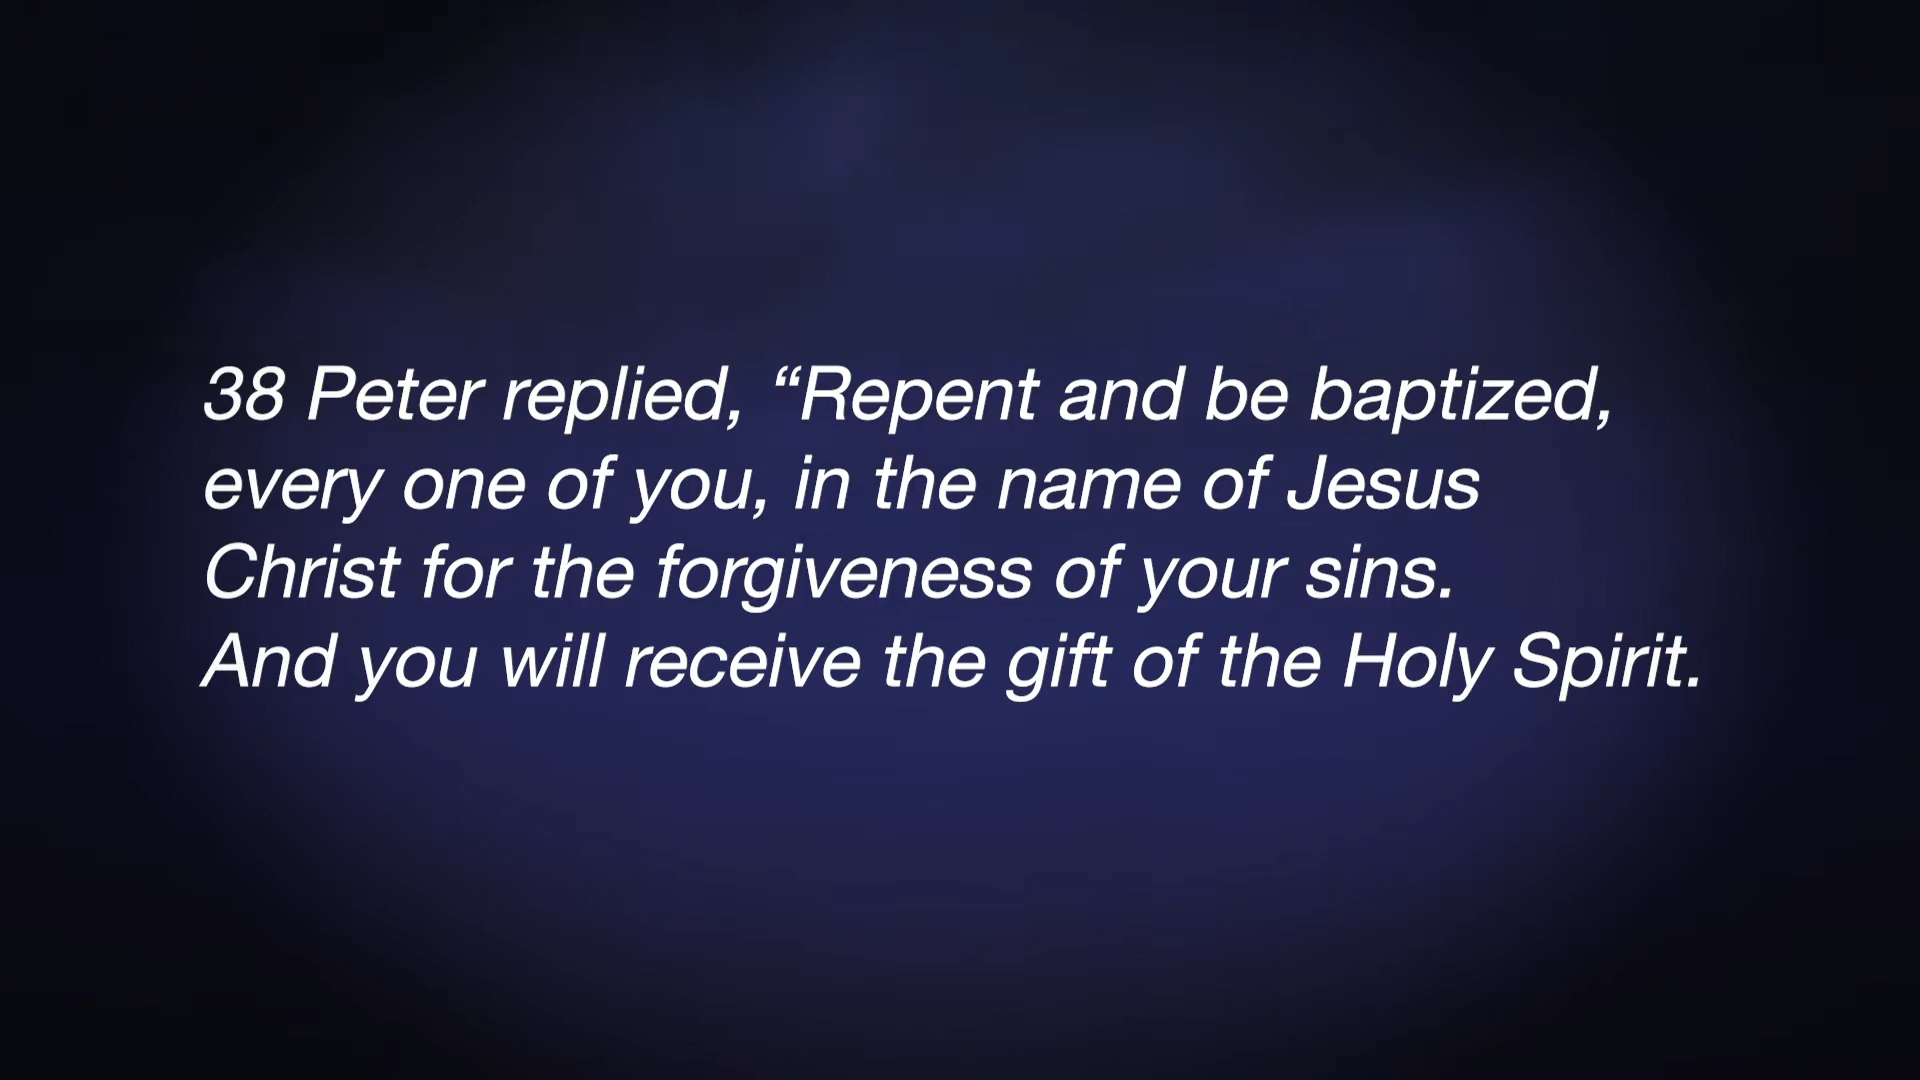 38 Peter replied, “Repent and be baptized,
every one of you, in the name of Jesus
Christ for the forgiveness of your sins.
And you will receive the gift of the Holy Spirit.